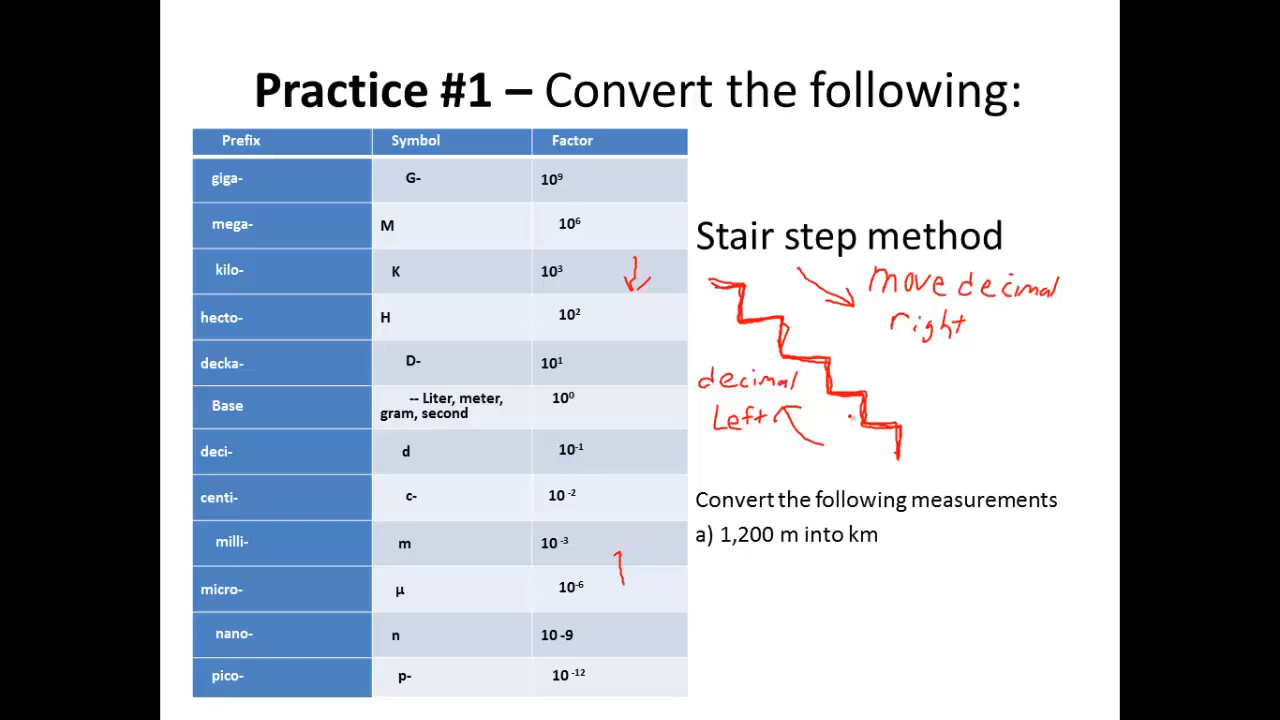 Practice #1 – Convert the following:
Prefix Symbol Factor
giga- G- 10⁹
mega- M 10⁶
kilo- K 10³
hecto- H 10²
decka- D- 10¹
Base -- Liter, meter, gram, second 10⁰
deci- d 10⁻¹
centi- c- 10 ⁻²
milli- m 10 ⁻³
micro- μ 10⁻⁶
nano- n 10 -9
pico- p- 10 ⁻¹²
Stair step method
move decimal
right
decimal
Left
Convert the following measurements
a) 1,200 m into km